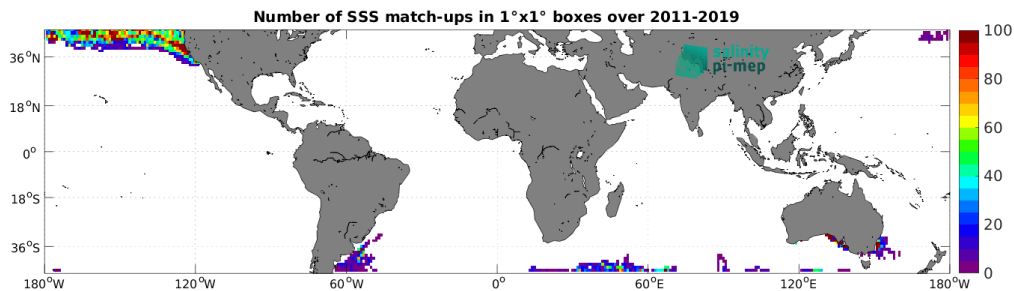 Number of SSS match-ups in 1°x1° boxes over 2011-2019
salinity
pi-mep
36°N
18°N
0°
18°S
36°S
180°W 120°W 60°W 0° 60°E 120°E 180°W
100
80
60
40
20
0